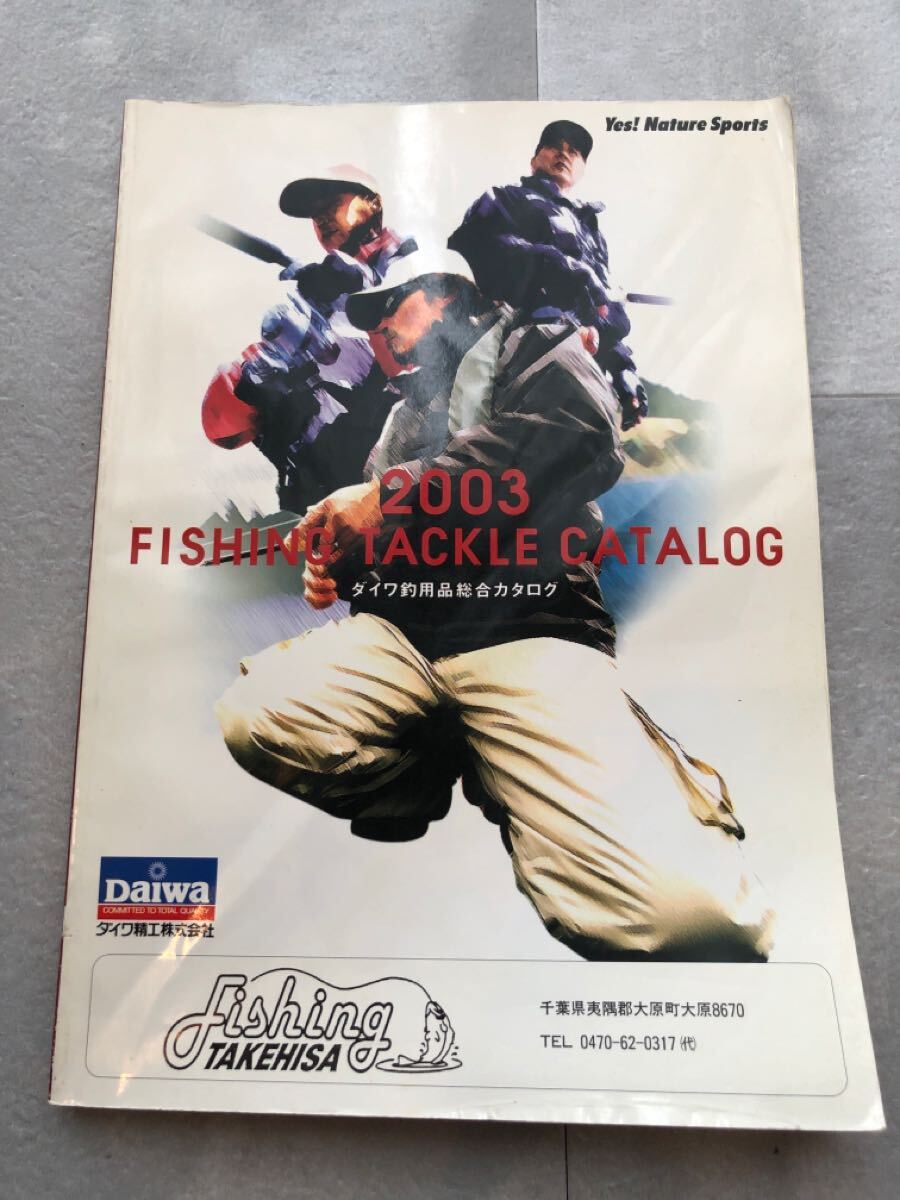 Yes! Nature Sports
2003
FISHING TACKLE CATALOG
ダイワ釣用品総合カタログ
Daiwa
COMMITTED TO TOTAL QUALITY
ダイワ精工株式会社
Fishing
TAKEHISA
千葉県夷隅郡大原町大原8670
TEL 0470-62-0317㈹